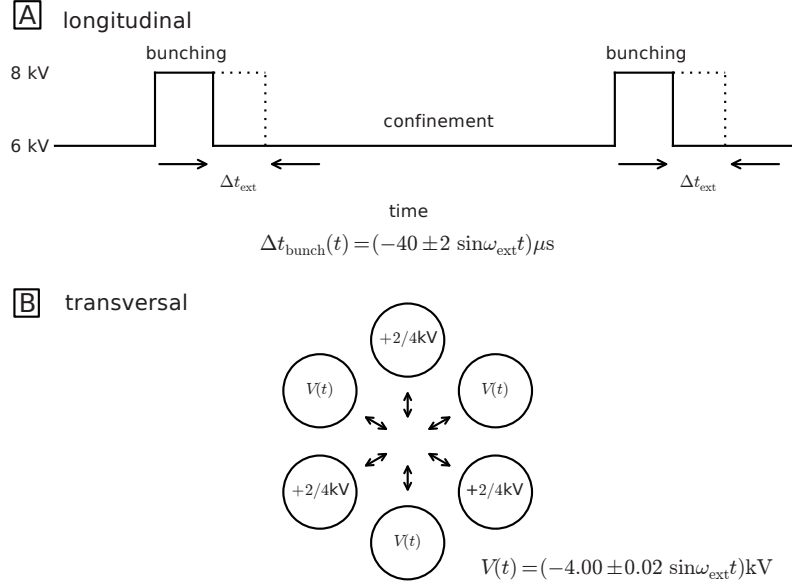 A longitudinal
bunching bunching
8 kV
confinement
6 kV
Δt_ext Δt_ext
time
Δt_bunch(t)=(−40±2 sinω_ext t)μs
B transversal
+2/4kV
V(t) V(t)
+2/4kV +2/4kV
V(t)
V(t)=(−4.00±0.02 sinω_ext t)kV